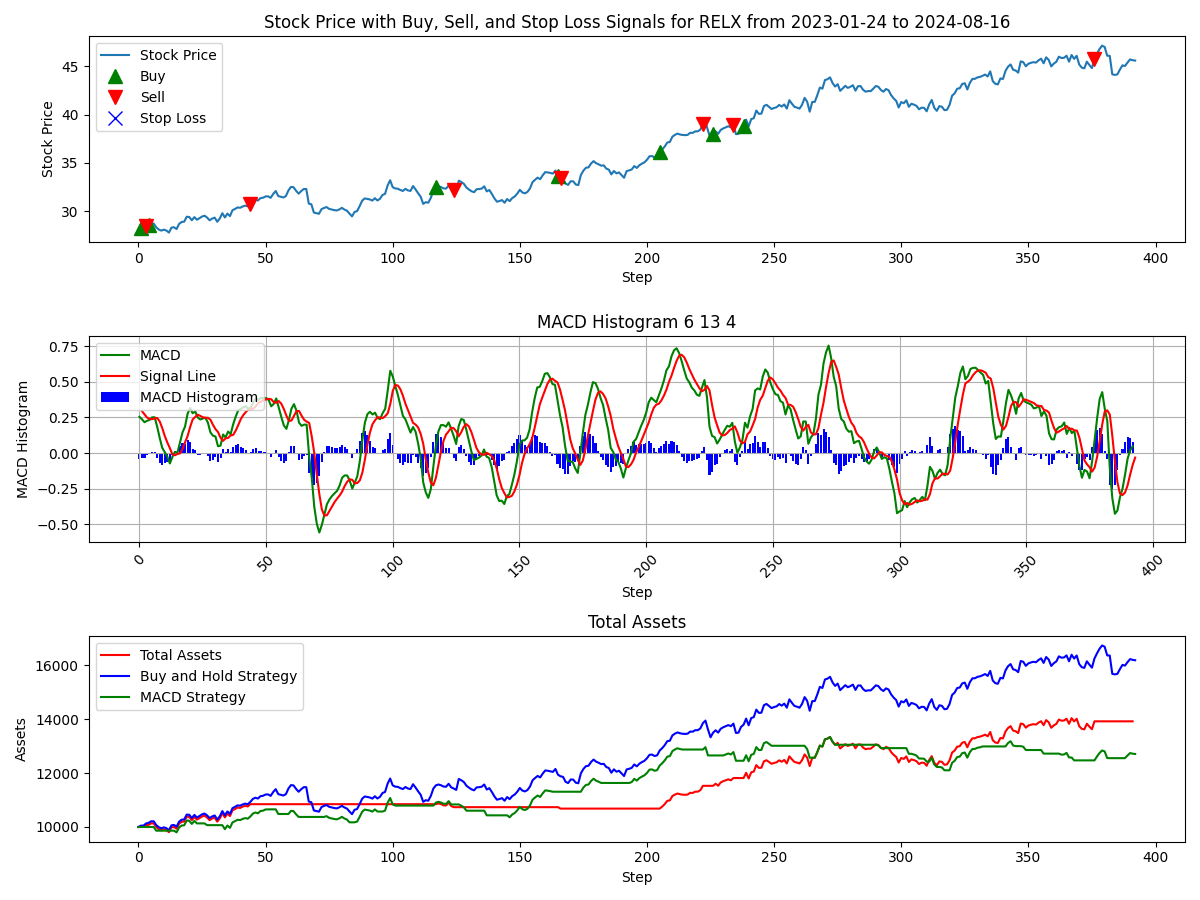 Stock Price with Buy, Sell, and Stop Loss Signals for RELX from 2023-01-24 to 2024-08-16
Stock Price
Buy
Sell
Stop Loss
Stock Price
45
40
35
30
0 50 100 150 200 250 300 350 400
Step
MACD Histogram 6 13 4
MACD
Signal Line
MACD Histogram
MACD Histogram
0.75
0.50
0.25
0.00
−0.25
−0.50
0 50 100 150 200 250 300 350 400
Step
Total Assets
Total Assets
Buy and Hold Strategy
MACD Strategy
Assets
16000
14000
12000
10000
0 50 100 150 200 250 300 350 400
Step